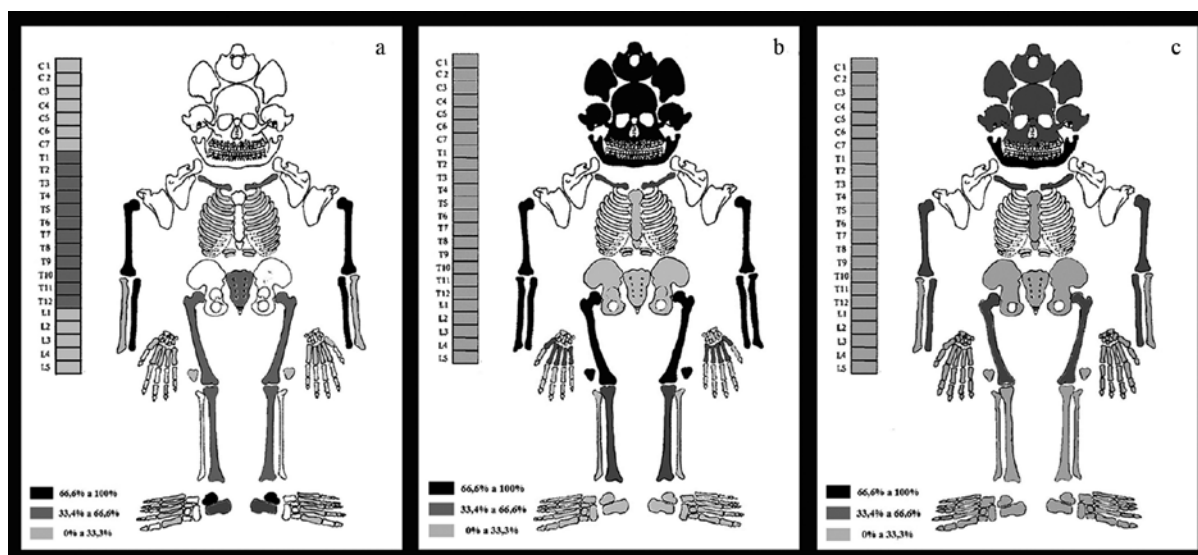 a
C1
C2
C3
C4
C5
C6
C7
T1
T2
T3
T4
T5
T6
T7
T8
T9
T10
T11
T12
L1
L2
L3
L4
L5
66,6% a 100%
33,4% a 66,6%
0% a 33,3%
b
C1
C2
C3
C4
C5
C6
C7
T1
T2
T3
T4
T5
T6
T7
T8
T9
T10
T11
T12
L1
L2
L3
L4
L5
66,6% a 100%
33,4% a 66,6%
0% a 33,3%
c
C1
C2
C3
C4
C5
C6
C7
T1
T2
T3
T4
T5
T6
T7
T8
T9
T10
T11
T12
L1
L2
L3
L4
L5
66,6% a 100%
33,4% a 66,6%
0% a 33,3%